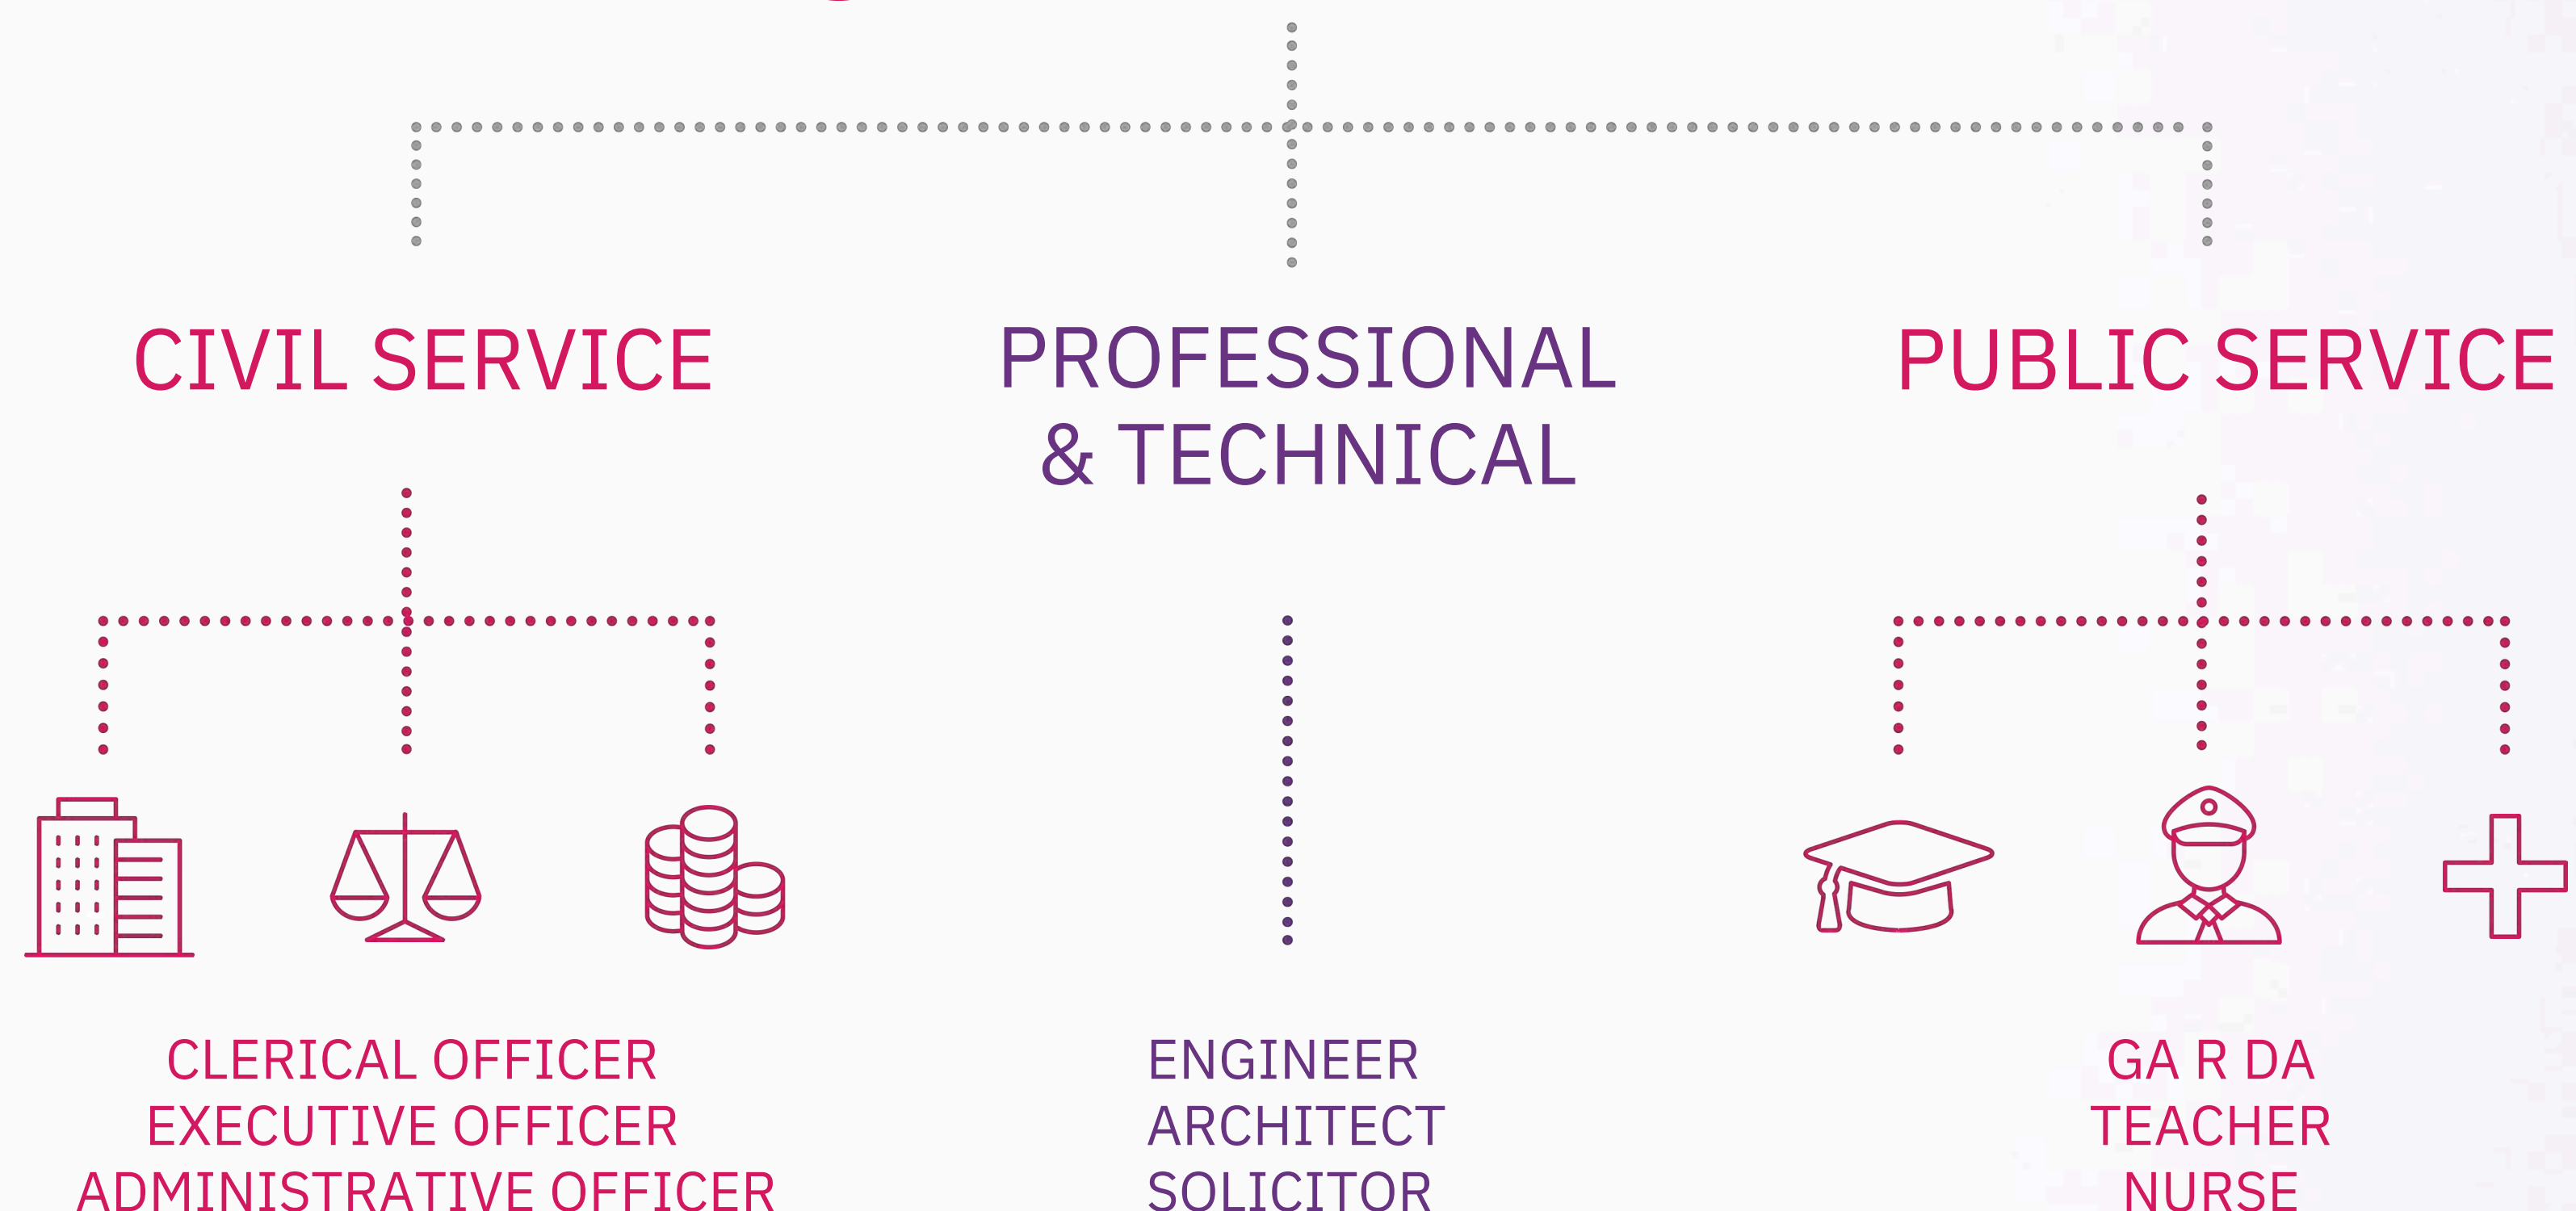 CIVIL SERVICE
PROFESSIONAL
& TECHNICAL
PUBLIC SERVICE
CLERICAL OFFICER
EXECUTIVE OFFICER
ADMINISTRATIVE OFFICER
ENGINEER
ARCHITECT
SOLICITOR
GA R DA
TEACHER
NURSE